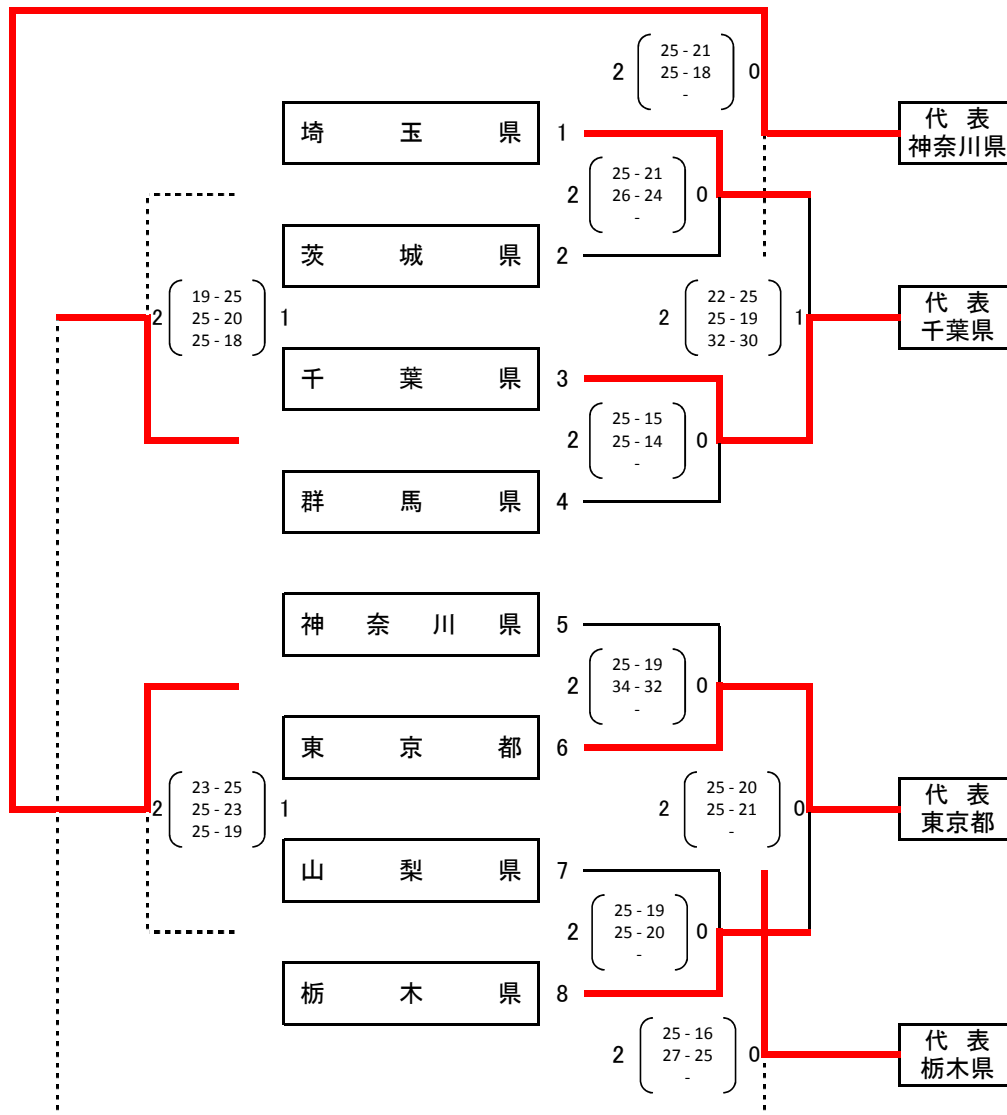 2 25 - 21 0
25 - 18
-
埼玉県 1
代表
神奈川県
2 25 - 21 0
26 - 24
-
茨城県 2
2 19 - 25 1
25 - 20
25 - 18
2 22 - 25 1
25 - 19
32 - 30
代表
千葉県
千葉県 3
2 25 - 15 0
25 - 14
-
群馬県 4
神奈川県 5
2 25 - 19 0
34 - 32
-
東京都 6
2 23 - 25 1
25 - 23
25 - 19
2 25 - 20 0
25 - 21
-
代表
東京都
山梨県 7
2 25 - 19 0
25 - 20
-
栃木県 8
2 25 - 16 0
27 - 25
-
代表
栃木県